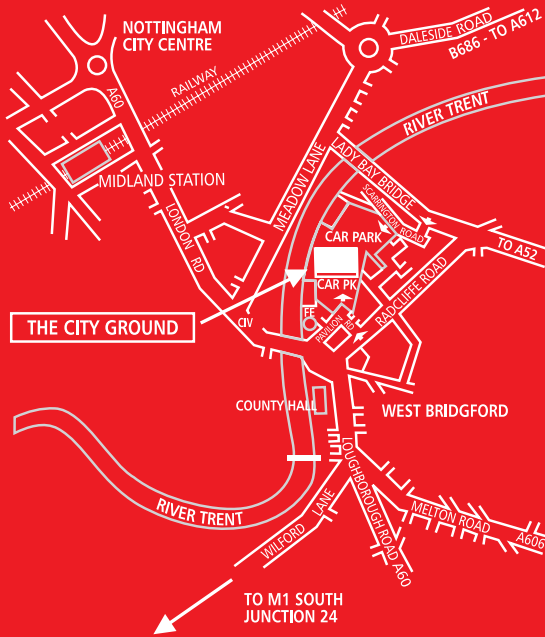 NOTTINGHAM
CITY CENTRE
DALESIDE ROAD
B686 - TO A612
RAILWAY
A60
RIVER TRENT
MIDLAND STATION
MEADOW LANE
LADY BAY BRIDGE
SCARRINGTON ROAD
LONDON RD
CAR PARK
TO A52
CAR PK
RADCLIFFE ROAD
THE CITY GROUND
CIV
FF
PAVILION
RD
COUNTY HALL
WEST BRIDGFORD
LOUGHBOROUGH ROAD A60
MELTON ROAD
A606
RIVER TRENT
WILFORD
LANE
TO M1 SOUTH
JUNCTION 24